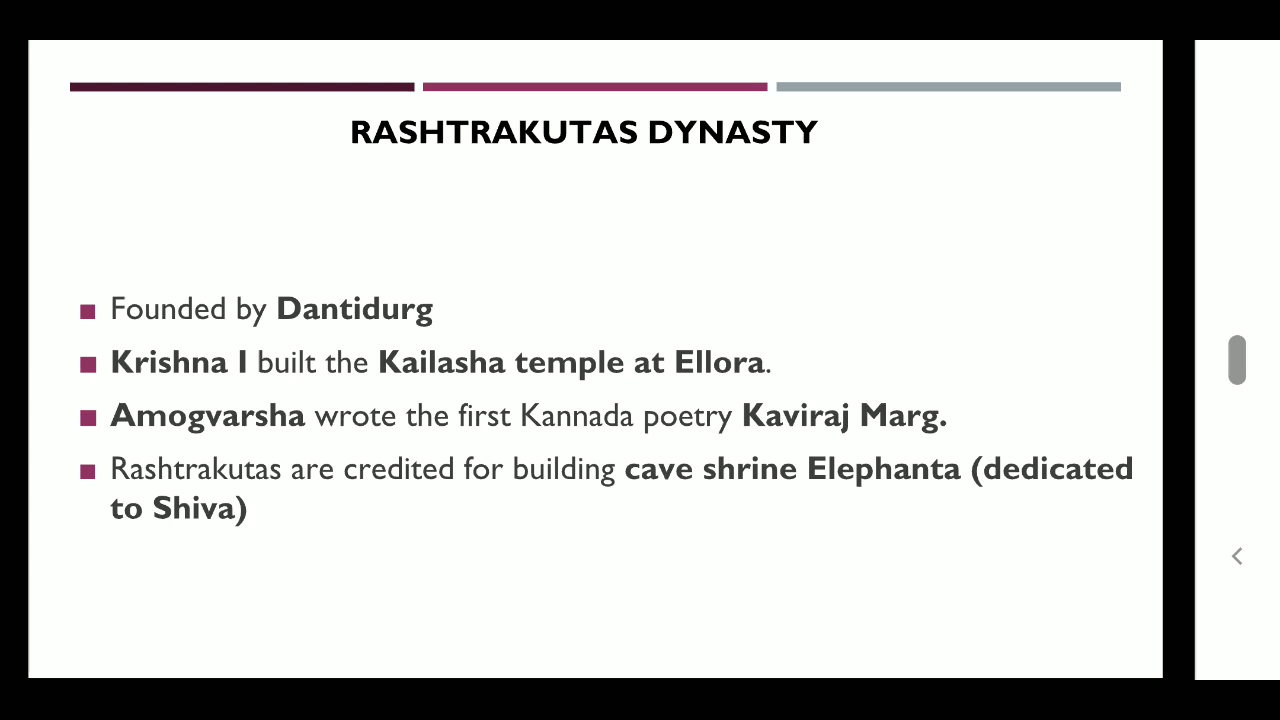 RASHTRAKUTAS DYNASTY
Founded by Dantidurg
Krishna I built the Kailasha temple at Ellora.
Amogvarsha wrote the first Kannada poetry Kaviraj Marg.
Rashtrakutas are credited for building cave shrine Elephanta (dedicated
to Shiva)